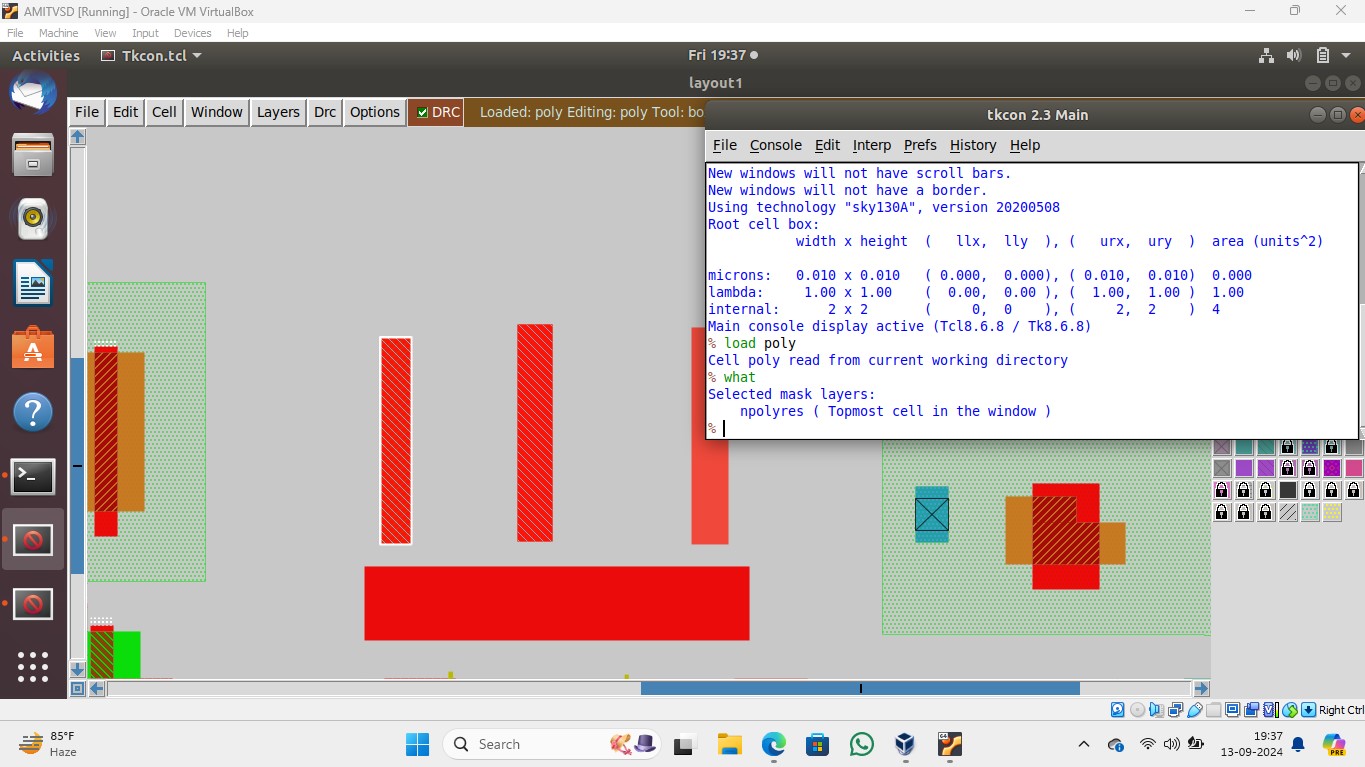 AMITVSD [Running] - Oracle VM VirtualBox
File Machine View Input Devices Help
Activities Tkcon.tcl Fri 19:37
layout1
File Edit Cell Window Layers Drc Options DRC Loaded: poly Editing: poly Tool: bo
tkcon 2.3 Main
File Console Edit Interp Prefs History Help
New windows will not have scroll bars.
New windows will not have a border.
Using technology "sky130A", version 20200508
Root cell box:
width x height ( llx, lly ), ( urx, ury ) area (units^2)
microns: 0.010 x 0.010 ( 0.000, 0.000), ( 0.010, 0.010) 0.000
lambda: 1.00 x 1.00 ( 0.00, 0.00 ), ( 1.00, 1.00 ) 1.00
internal: 2 x 2 ( 0, 0 ), ( 2, 2 ) 4
Main console display active (Tcl8.6.8 / Tk8.6.8)
% load poly
Cell poly read from current working directory
% what
Selected mask layers:
npolyres ( Topmost cell in the window )
%
Right Ctrl
85°F
Haze
Search
19:37
13-09-2024
PRE